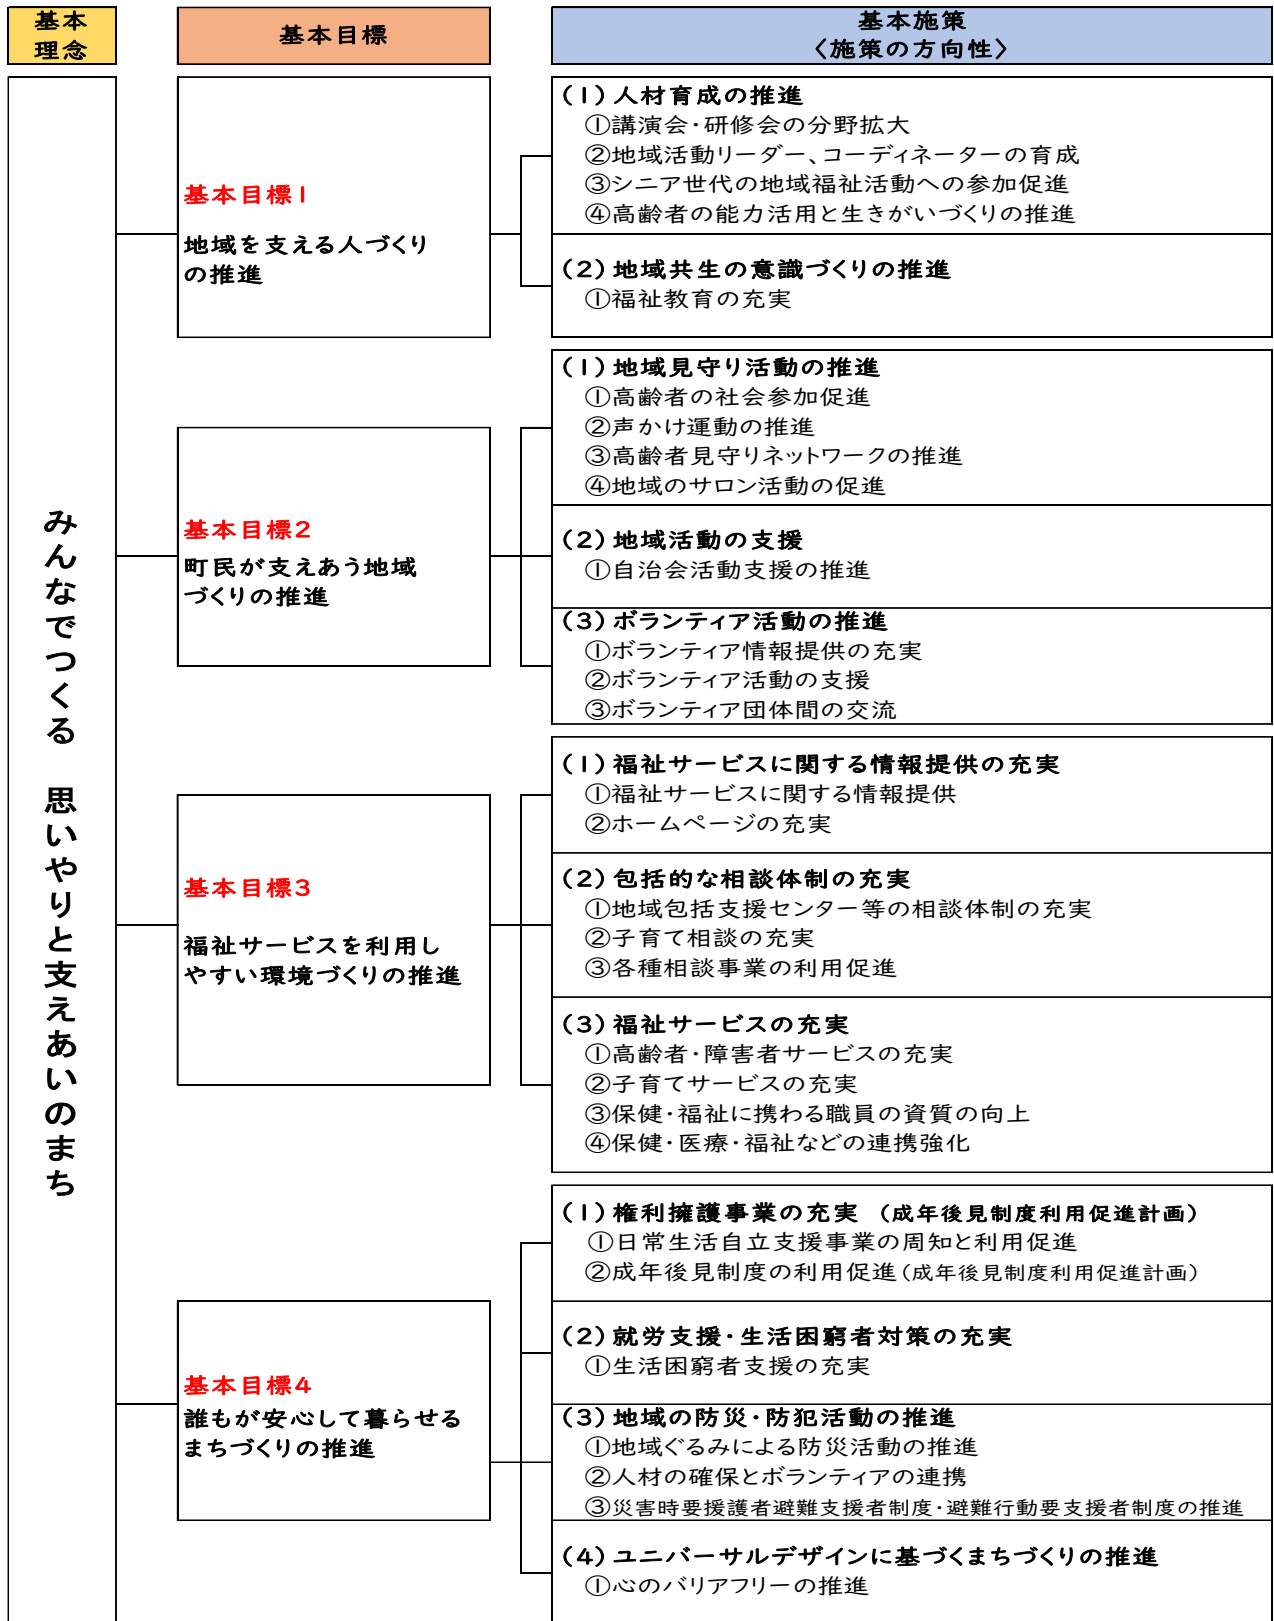 基本
理念
基本目標
基本施策
〈施策の方向性〉
みんなでつくる　思いやりと支えあいのまち
基本目標1
地域を支える人づくり
の推進
(1)人材育成の推進
①講演会・研修会の分野拡大
②地域活動リーダー、コーディネーターの育成
③シニア世代の地域福祉活動への参加促進
④高齢者の能力活用と生きがいづくりの推進
(2)地域共生の意識づくりの推進
①福祉教育の充実
基本目標2
町民が支えあう地域
づくりの推進
(1)地域見守り活動の推進
①高齢者の社会参加促進
②声かけ運動の推進
③高齢者見守りネットワークの推進
④地域のサロン活動の促進
(2)地域活動の支援
①自治会活動支援の推進
(3)ボランティア活動の推進
①ボランティア情報提供の充実
②ボランティア活動の支援
③ボランティア団体間の交流
基本目標3
福祉サービスを利用し
やすい環境づくりの推進
(1)福祉サービスに関する情報提供の充実
①福祉サービスに関する情報提供
②ホームページの充実
(2)包括的な相談体制の充実
①地域包括支援センター等の相談体制の充実
②子育て相談の充実
③各種相談事業の利用促進
(3)福祉サービスの充実
①高齢者・障害者サービスの充実
②子育てサービスの充実
③保健・福祉に携わる職員の資質の向上
④保健・医療・福祉などの連携強化
基本目標4
誰もが安心して暮らせる
まちづくりの推進
(1)権利擁護事業の充実　(成年後見制度利用促進計画)
①日常生活自立支援事業の周知と利用促進
②成年後見制度の利用促進(成年後見制度利用促進計画)
(2)就労支援・生活困窮者対策の充実
①生活困窮者支援の充実
(3)地域の防災・防犯活動の推進
①地域ぐるみによる防災活動の推進
②人材の確保とボランティアの連携
③災害時要援護者避難支援者制度・避難行動要支援者制度の推進
(4)ユニバーサルデザインに基づくまちづくりの推進
①心のバリアフリーの推進